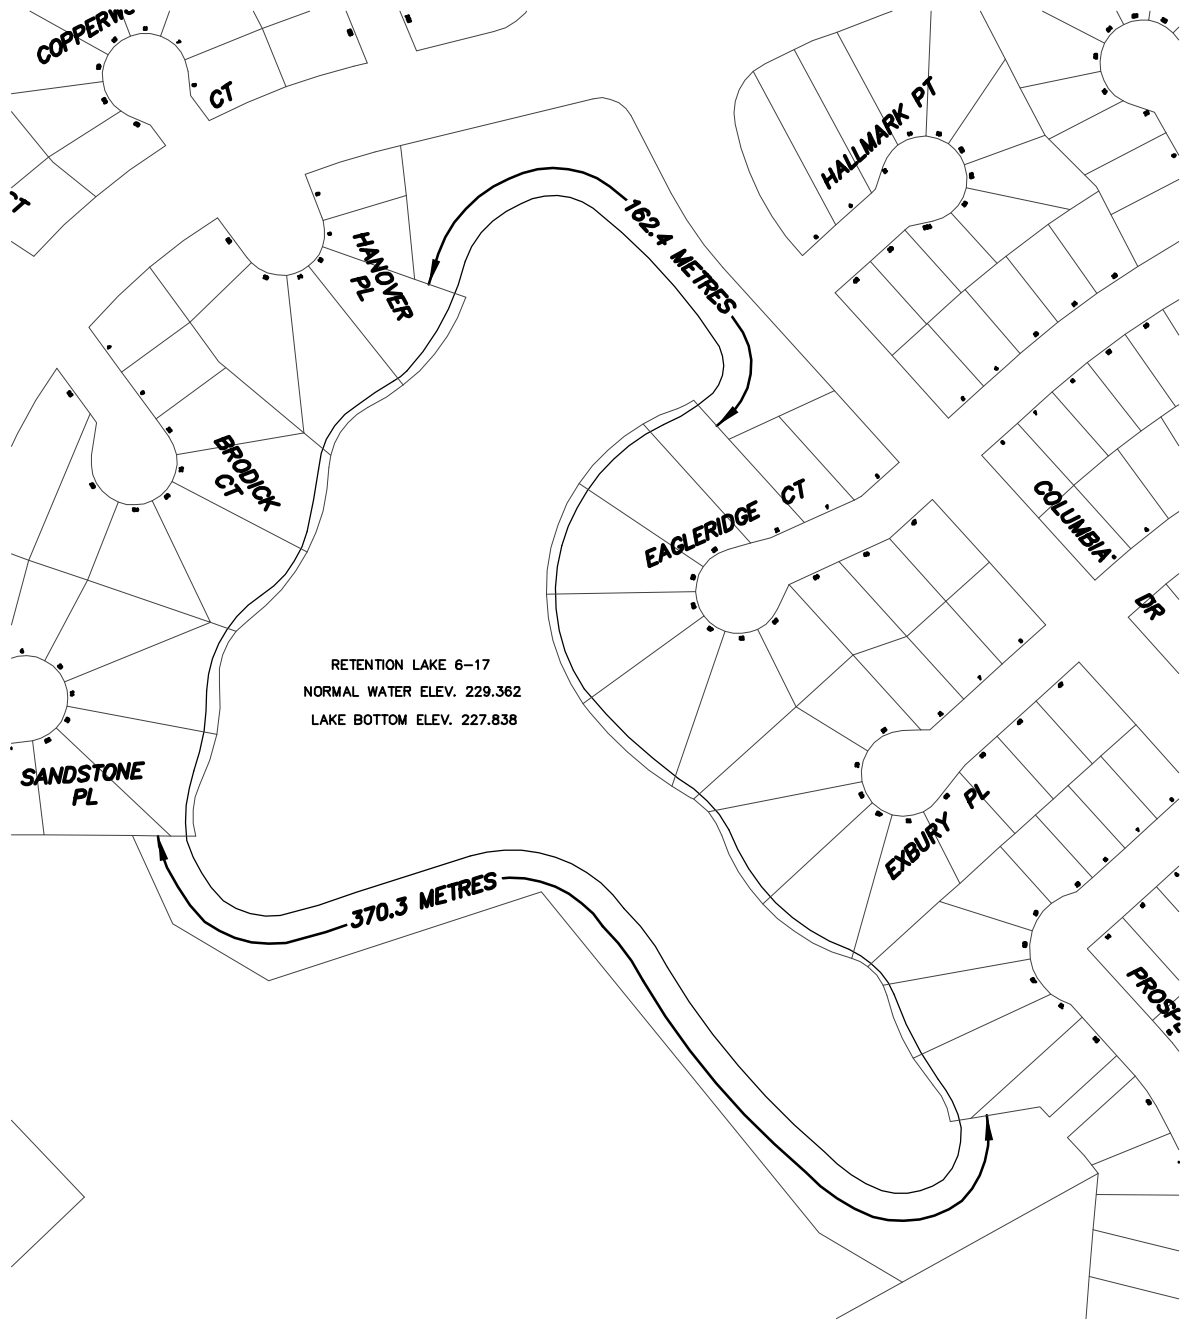 CT
HALLMARK PT
162.4 METRES
HANOVER
PL
BRODICK
CT
EAGLERIDGE CT
COLUMBIA
DR
RETENTION LAKE 6-17
NORMAL WATER ELEV. 229.362
LAKE BOTTOM ELEV. 227.838
SANDSTONE
PL
EXBURY PL
370.3 METRES